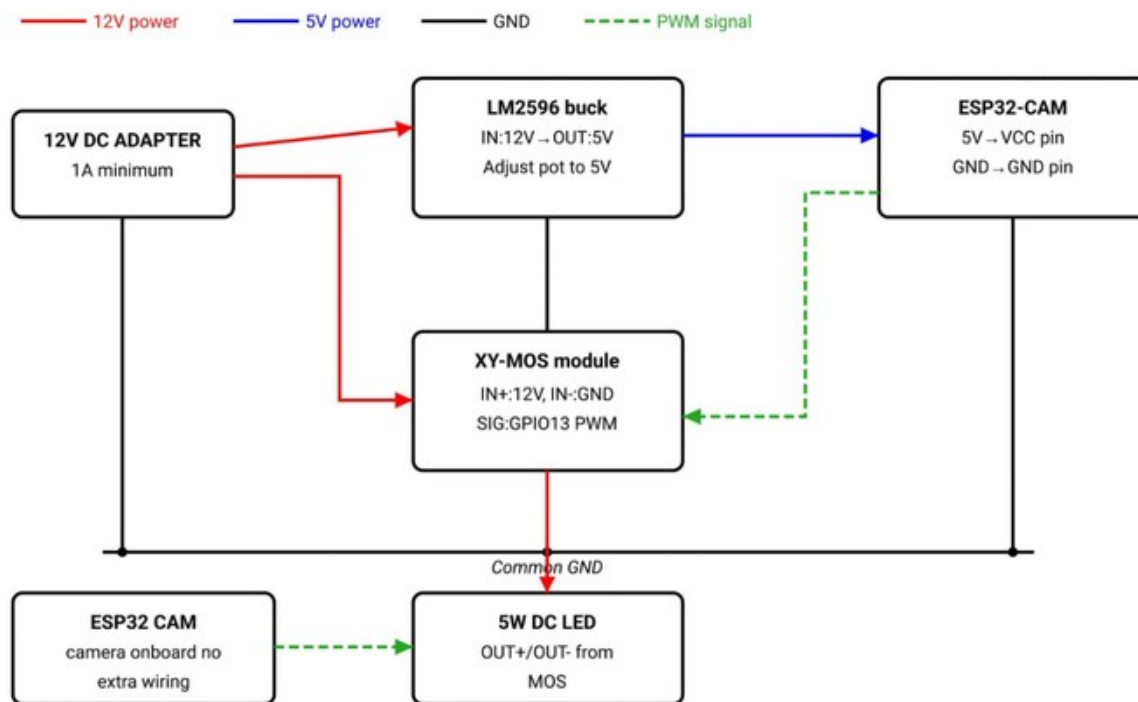 12V power
5V power
GND
PWM signal
12V DC ADAPTER
1A minimum
LM2596 buck
IN:12V→OUT:5V
Adjust pot to 5V
ESP32-CAM
5V→VCC pin
GND→GND pin
XY-MOS module
IN+:12V, IN-:GND
SIG:GPIO13 PWM
Common GND
ESP32 CAM
camera onboard no
extra wiring
5W DC LED
OUT+/OUT- from
MOS